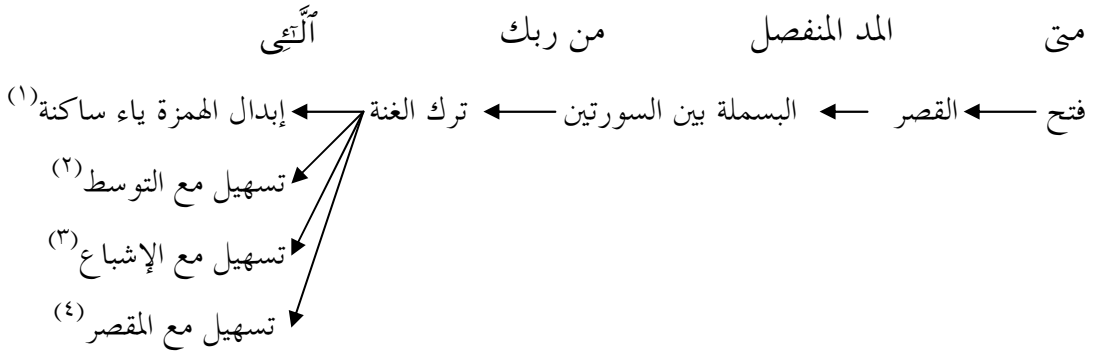 متى المد المنفصل من ربك ٱلَّـٰٓـِٔى
فتح القصر البسملة بين السورتين ترك الغنة إبدال الهمزة ياء ساكنة(١)
تسهيل مع التوسط(٢)
تسهيل مع الإشباع(٣)
تسهيل مع المقصر(٤)